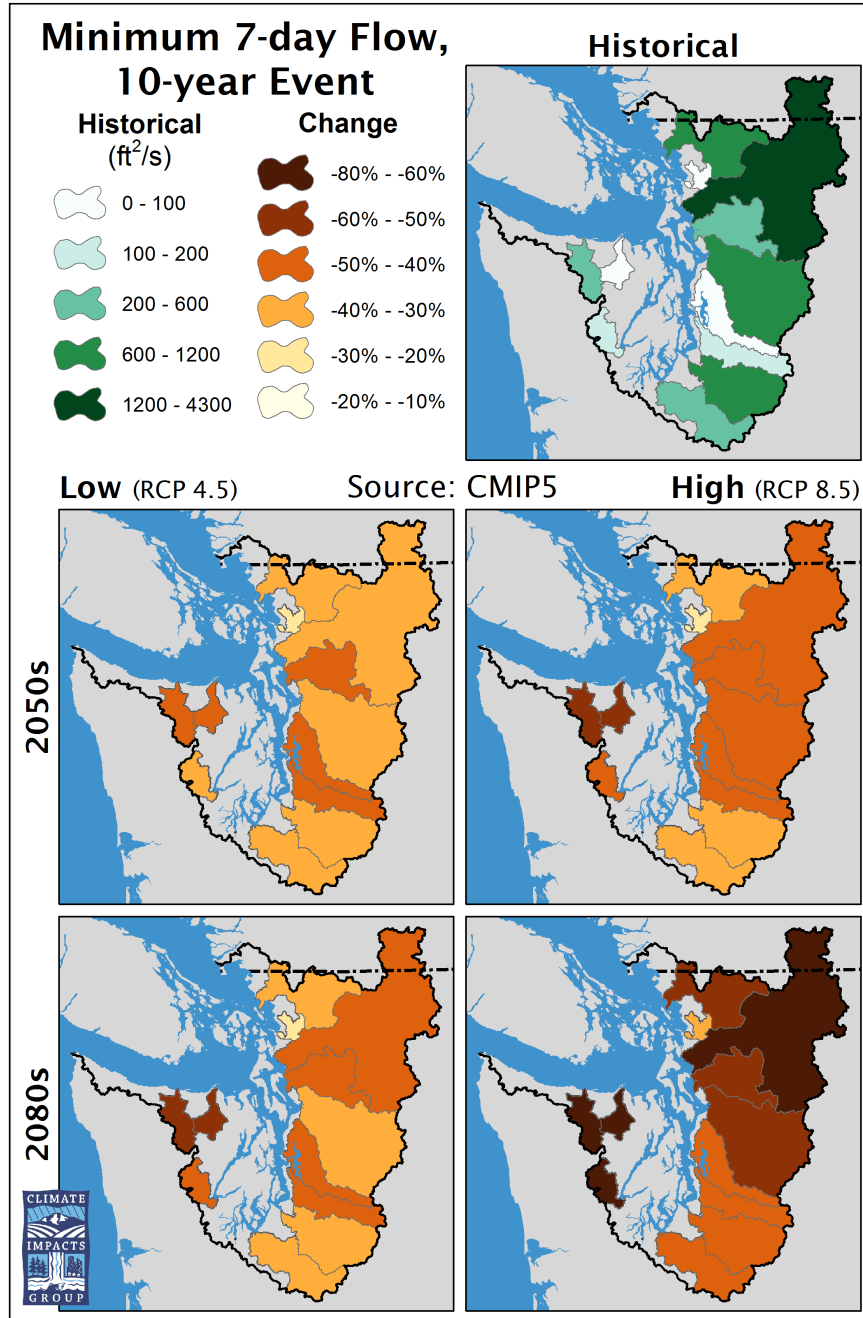 Minimum 7-day Flow,
10-year Event
Historical
(ft²/s)
0 - 100
100 - 200
200 - 600
600 - 1200
1200 - 4300
Change
-80% - -60%
-60% - -50%
-50% - -40%
-40% - -30%
-30% - -20%
-20% - -10%
Historical
Low (RCP 4.5)
Source: CMIP5
High (RCP 8.5)
2050s
2080s
CLIMATE
IMPACTS
GROUP